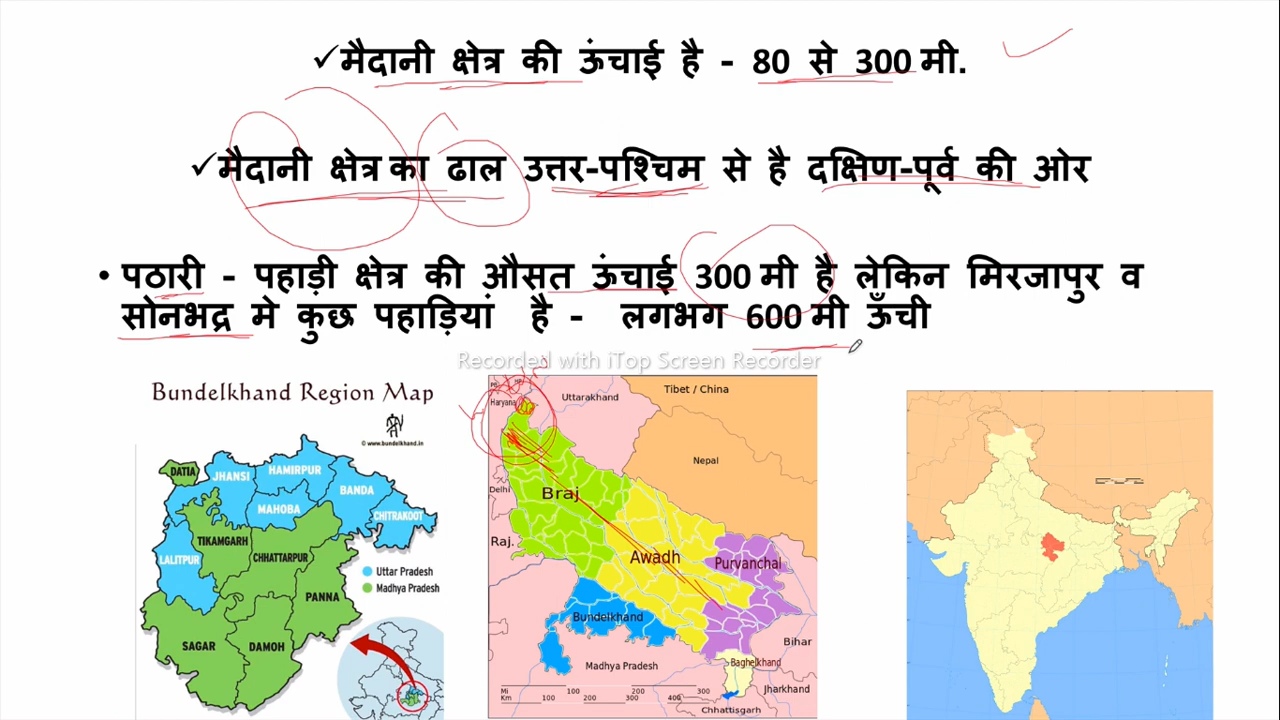 ✓मैदानी क्षेत्र की ऊंचाई है - 80 से 300 मी.
✓मैदानी क्षेत्र का ढाल उत्तर-पश्चिम से है दक्षिण-पूर्व की ओर
• पठारी - पहाड़ी क्षेत्र की औसत ऊंचाई 300 मी है लेकिन मिरजापुर व
सोनभद्र मे कुछ पहाड़ियां है - लगभग 600 मी ऊँची
Recorded with iTop Screen Recorder
Bundelkhand Region Map
© www.bundelkhand.in
DATIA
JHANSI
HAMIRPUR
BANDA
MAHOBA
CHITRAKOOT
TIKAMGARH
LALITPUR
CHHATTARPUR
Uttar Pradesh
Madhya Pradesh
PANNA
SAGAR
DAMOH
Haryana
Uttarakhand
Tibet / China
Nepal
Delhi
Braj
Raj.
Awadh
Purvanchal
Bundelkhand
Bihar
Madhya Pradesh
Baghelkhand
Jharkhand
Mi 100 200 300
Km 100 200 300 400
Chhattisgarh